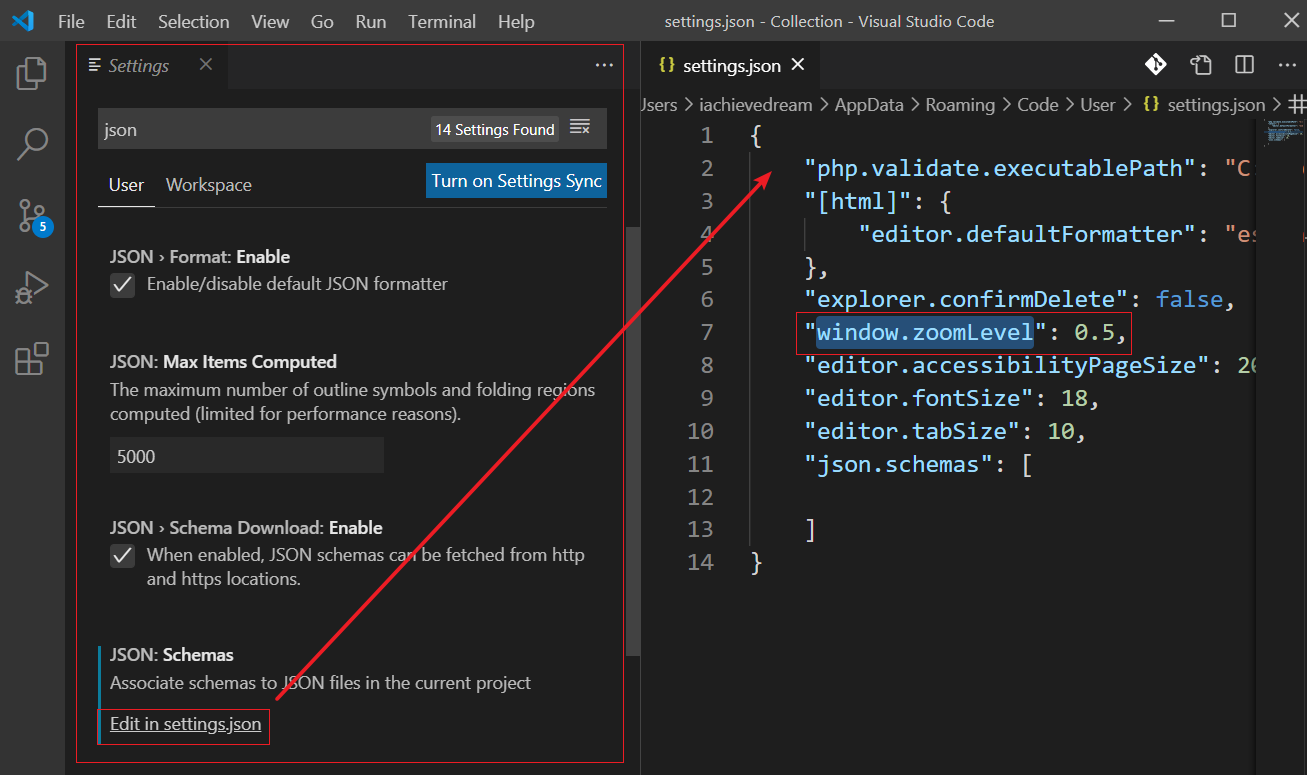 File Edit Selection View Go Run Terminal Help
settings.json - Collection - Visual Studio Code
Settings
json
14 Settings Found
User Workspace
Turn on Settings Sync
5
JSON › Format: Enable
Enable/disable default JSON formatter
JSON: Max Items Computed
The maximum number of outline symbols and folding regions
computed (limited for performance reasons).
5000
JSON › Schema Download: Enable
When enabled, JSON schemas can be fetched from http
and https locations.
JSON: Schemas
Associate schemas to JSON files in the current project
Edit in settings.json
{} settings.json
Jsers > iachievedream > AppData > Roaming > Code > User > {} settings.json >
1 {
2 "php.validate.executablePath": "C:
3 "[html]": {
4 "editor.defaultFormatter": "es
5 },
6 "explorer.confirmDelete": false,
7 "window.zoomLevel": 0.5,
8 "editor.accessibilityPageSize": 20
9 "editor.fontSize": 18,
10 "editor.tabSize": 10,
11 "json.schemas": [
12
13 ]
14 }